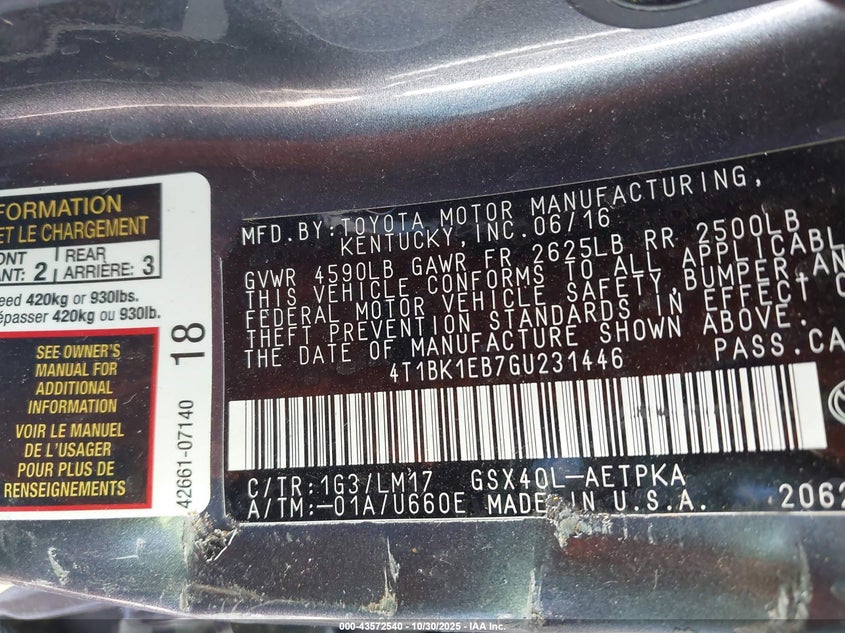 FORMATION
ET LE CHARGEMENT
ONT | REAR
ANT: 2 | ARRIÈRE: 3
eed 420kg or 930lbs.
épasser 420kg ou 930lb.
SEE OWNER'S
MANUAL FOR
ADDITIONAL
INFORMATION
VOIR LE MANUEL
DE L'USAGER
POUR PLUS DE
RENSEIGNEMENTS
18
42661-07140
MFD. BY: TOYOTA MOTOR MANUFACTURING,
KENTUCKY, INC. 06/16
GVWR 4590LB GAWR FR 2625LB RR 2500LB
THIS VEHICLE CONFORMS TO ALL APPLICABL
FEDERAL MOTOR VEHICLE SAFETY, BUMPER, AN
THEFT PREVENTION STANDARDS IN EFFECT O
THE DATE OF MANUFACTURE SHOWN ABOVE.
4T1BK1EB7GU231446 PASS.CA
C/TR:1G3/LM17 GSX40L-AETPKA
A/TM:-01A/U660E MADE IN U.S.A. 2062
000-43572540 - 10/30/2025 - IAA Inc.